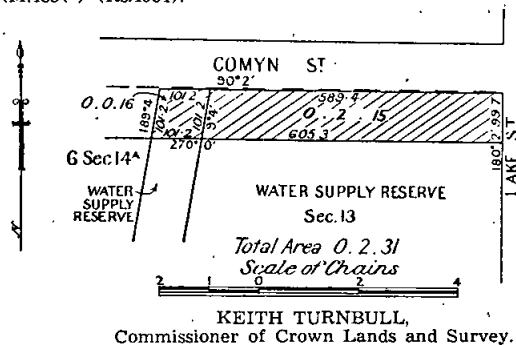 COMYN ST
90° 2'
0.0.16
101.2
589.4
189° 4'
101.2
101.2
9° 4'
0. 2. 15
99.7
180° 2'
LAKE ST
101.2
605.3
270° 0'
6 Sec 14ᴬ
WATER
SUPPLY
RESERVE
WATER SUPPLY RESERVE
Sec. 13
N
Total Area 0. 2. 31
Scale of Chains
2 1 0 2 4
KEITH TURNBULL,
Commissioner of Crown Lands and Survey.